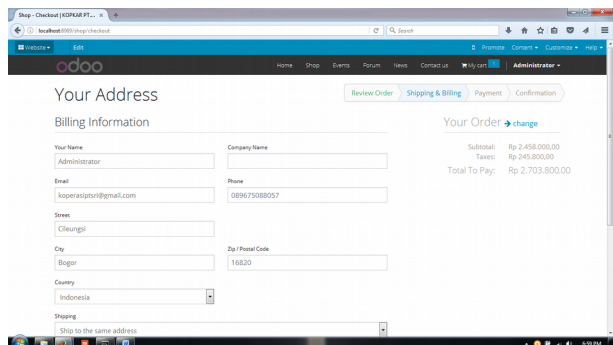 Shop - Checkout | KOPKAR PT....
localhost:8069/shop/checkout
Search
Website
Edit
Promote Content Customize Help
odoo
Home Shop Events Forum News Contact us My cart 1 Administrator
Your Address
Review Order Shipping & Billing Payment Confirmation
Billing Information
Your Order change
Your Name Company Name
Subtotal: Rp 2.458.000,00
Administrator
Taxes: Rp 245.800,00
Total To Pay: Rp 2.703.800,00
Email Phone
koperasiptsri@gmail.com 089675088057
Street
Cileungsi
City Zip / Postal Code
Bogor 16820
Country
Indonesia
Shipping
Ship to the same address
6:59 PM